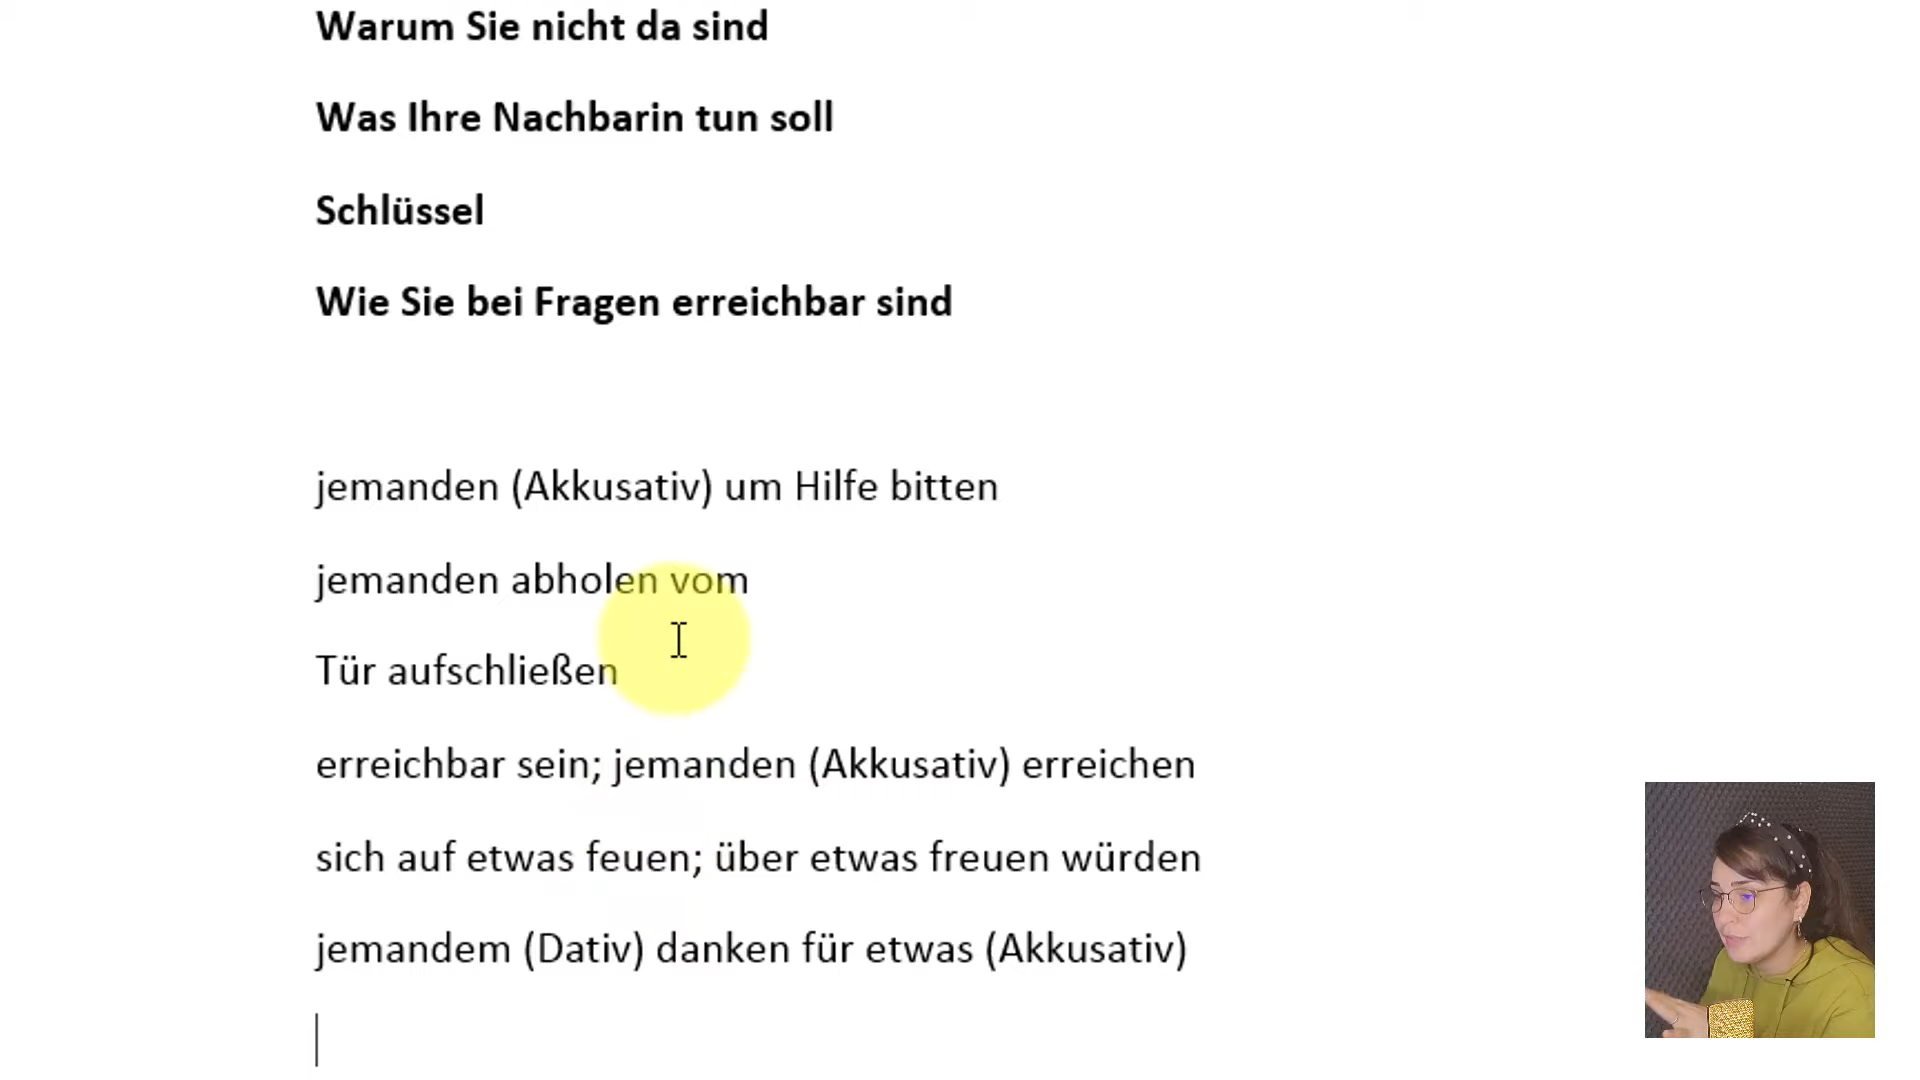 Warum Sie nicht da sind
Was Ihre Nachbarin tun soll
Schlüssel
Wie Sie bei Fragen erreichbar sind
jemanden (Akkusativ) um Hilfe bitten
jemanden abholen vom
Tür aufschließen
erreichbar sein; jemanden (Akkusativ) erreichen
sich auf etwas feuen; über etwas freuen würden
jemandem (Dativ) danken für etwas (Akkusativ)